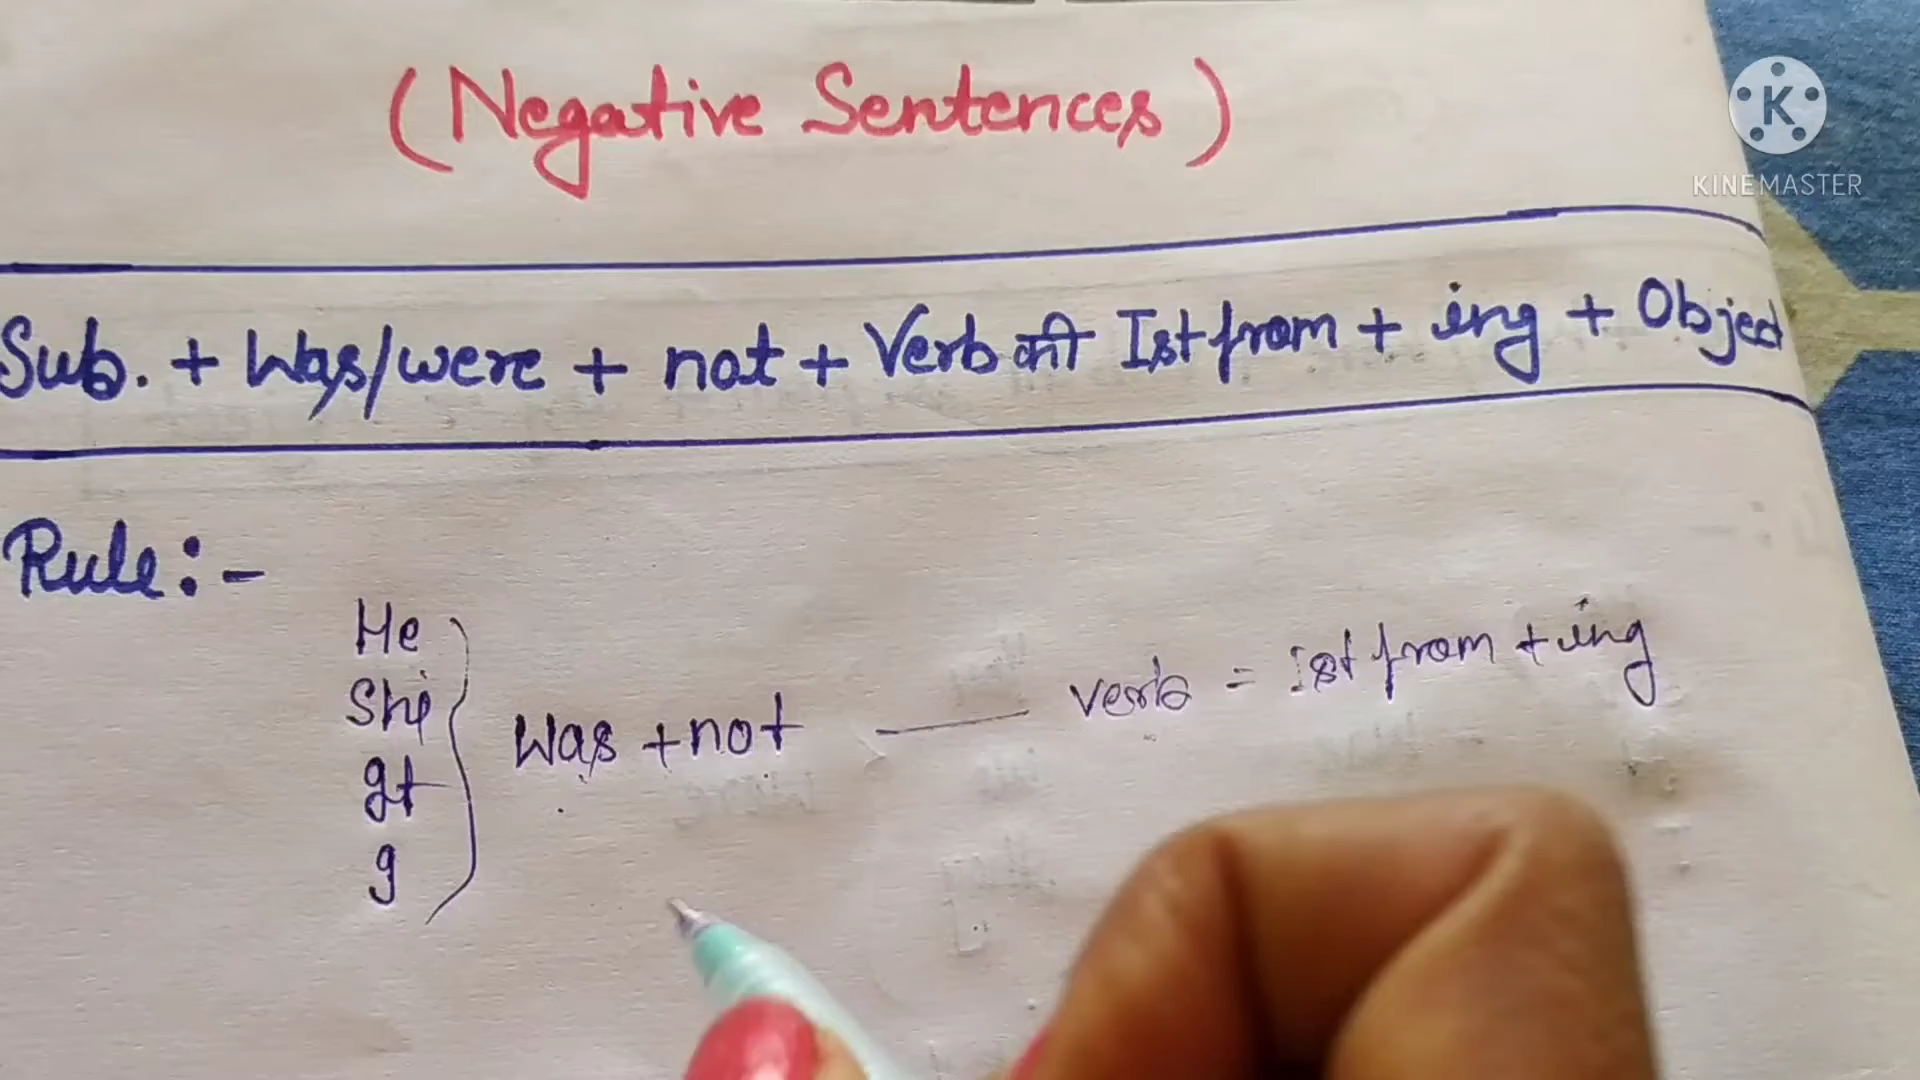 (Negative Sentences)
K
KINEMASTER
Sub. + Was/were + not + Verb की Ist from + ing + Object
Rule:-
He
She
It
I
Was + not — verb = Ist from + ing